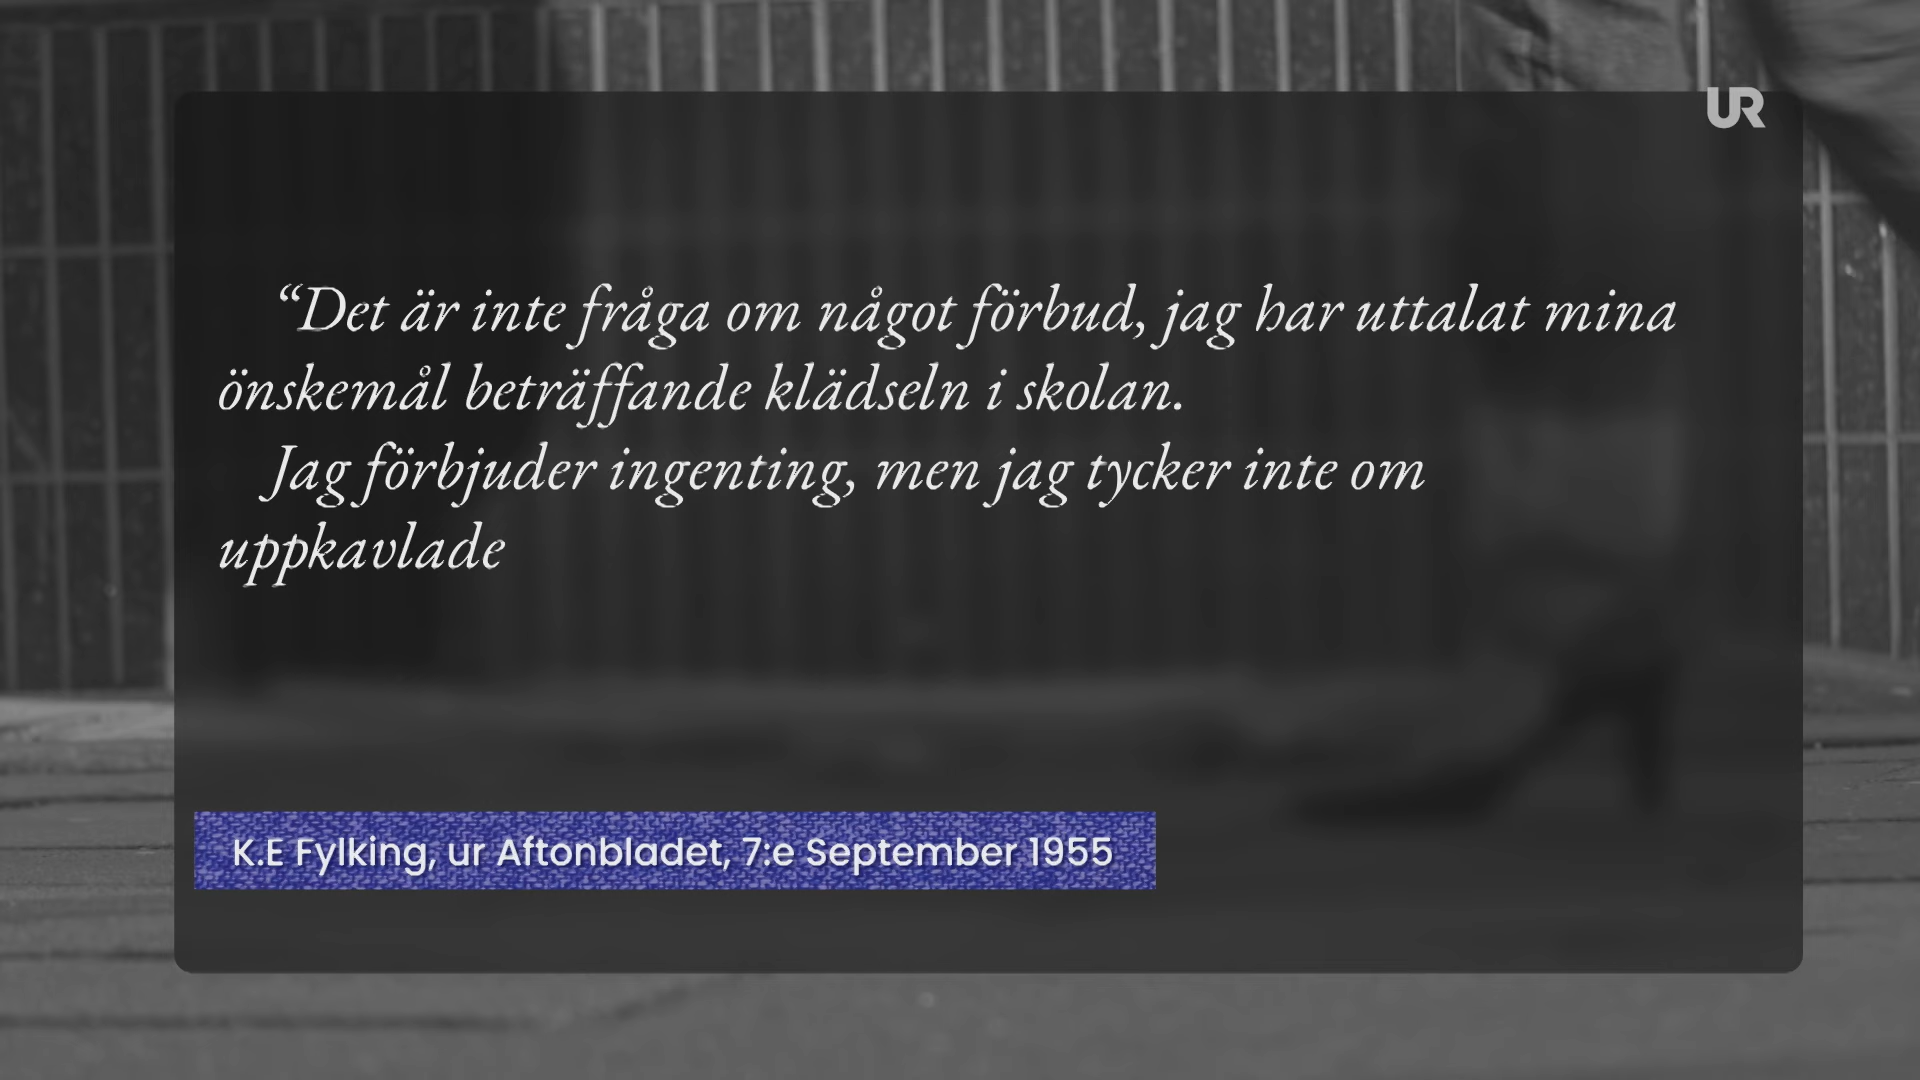 UR
“Det är inte fråga om något förbud, jag har uttalat mina
önskemål beträffande klädseln i skolan.
Jag förbjuder ingenting, men jag tycker inte om
uppkavlade
K.E Fylking, ur Aftonbladet, 7:e September 1955